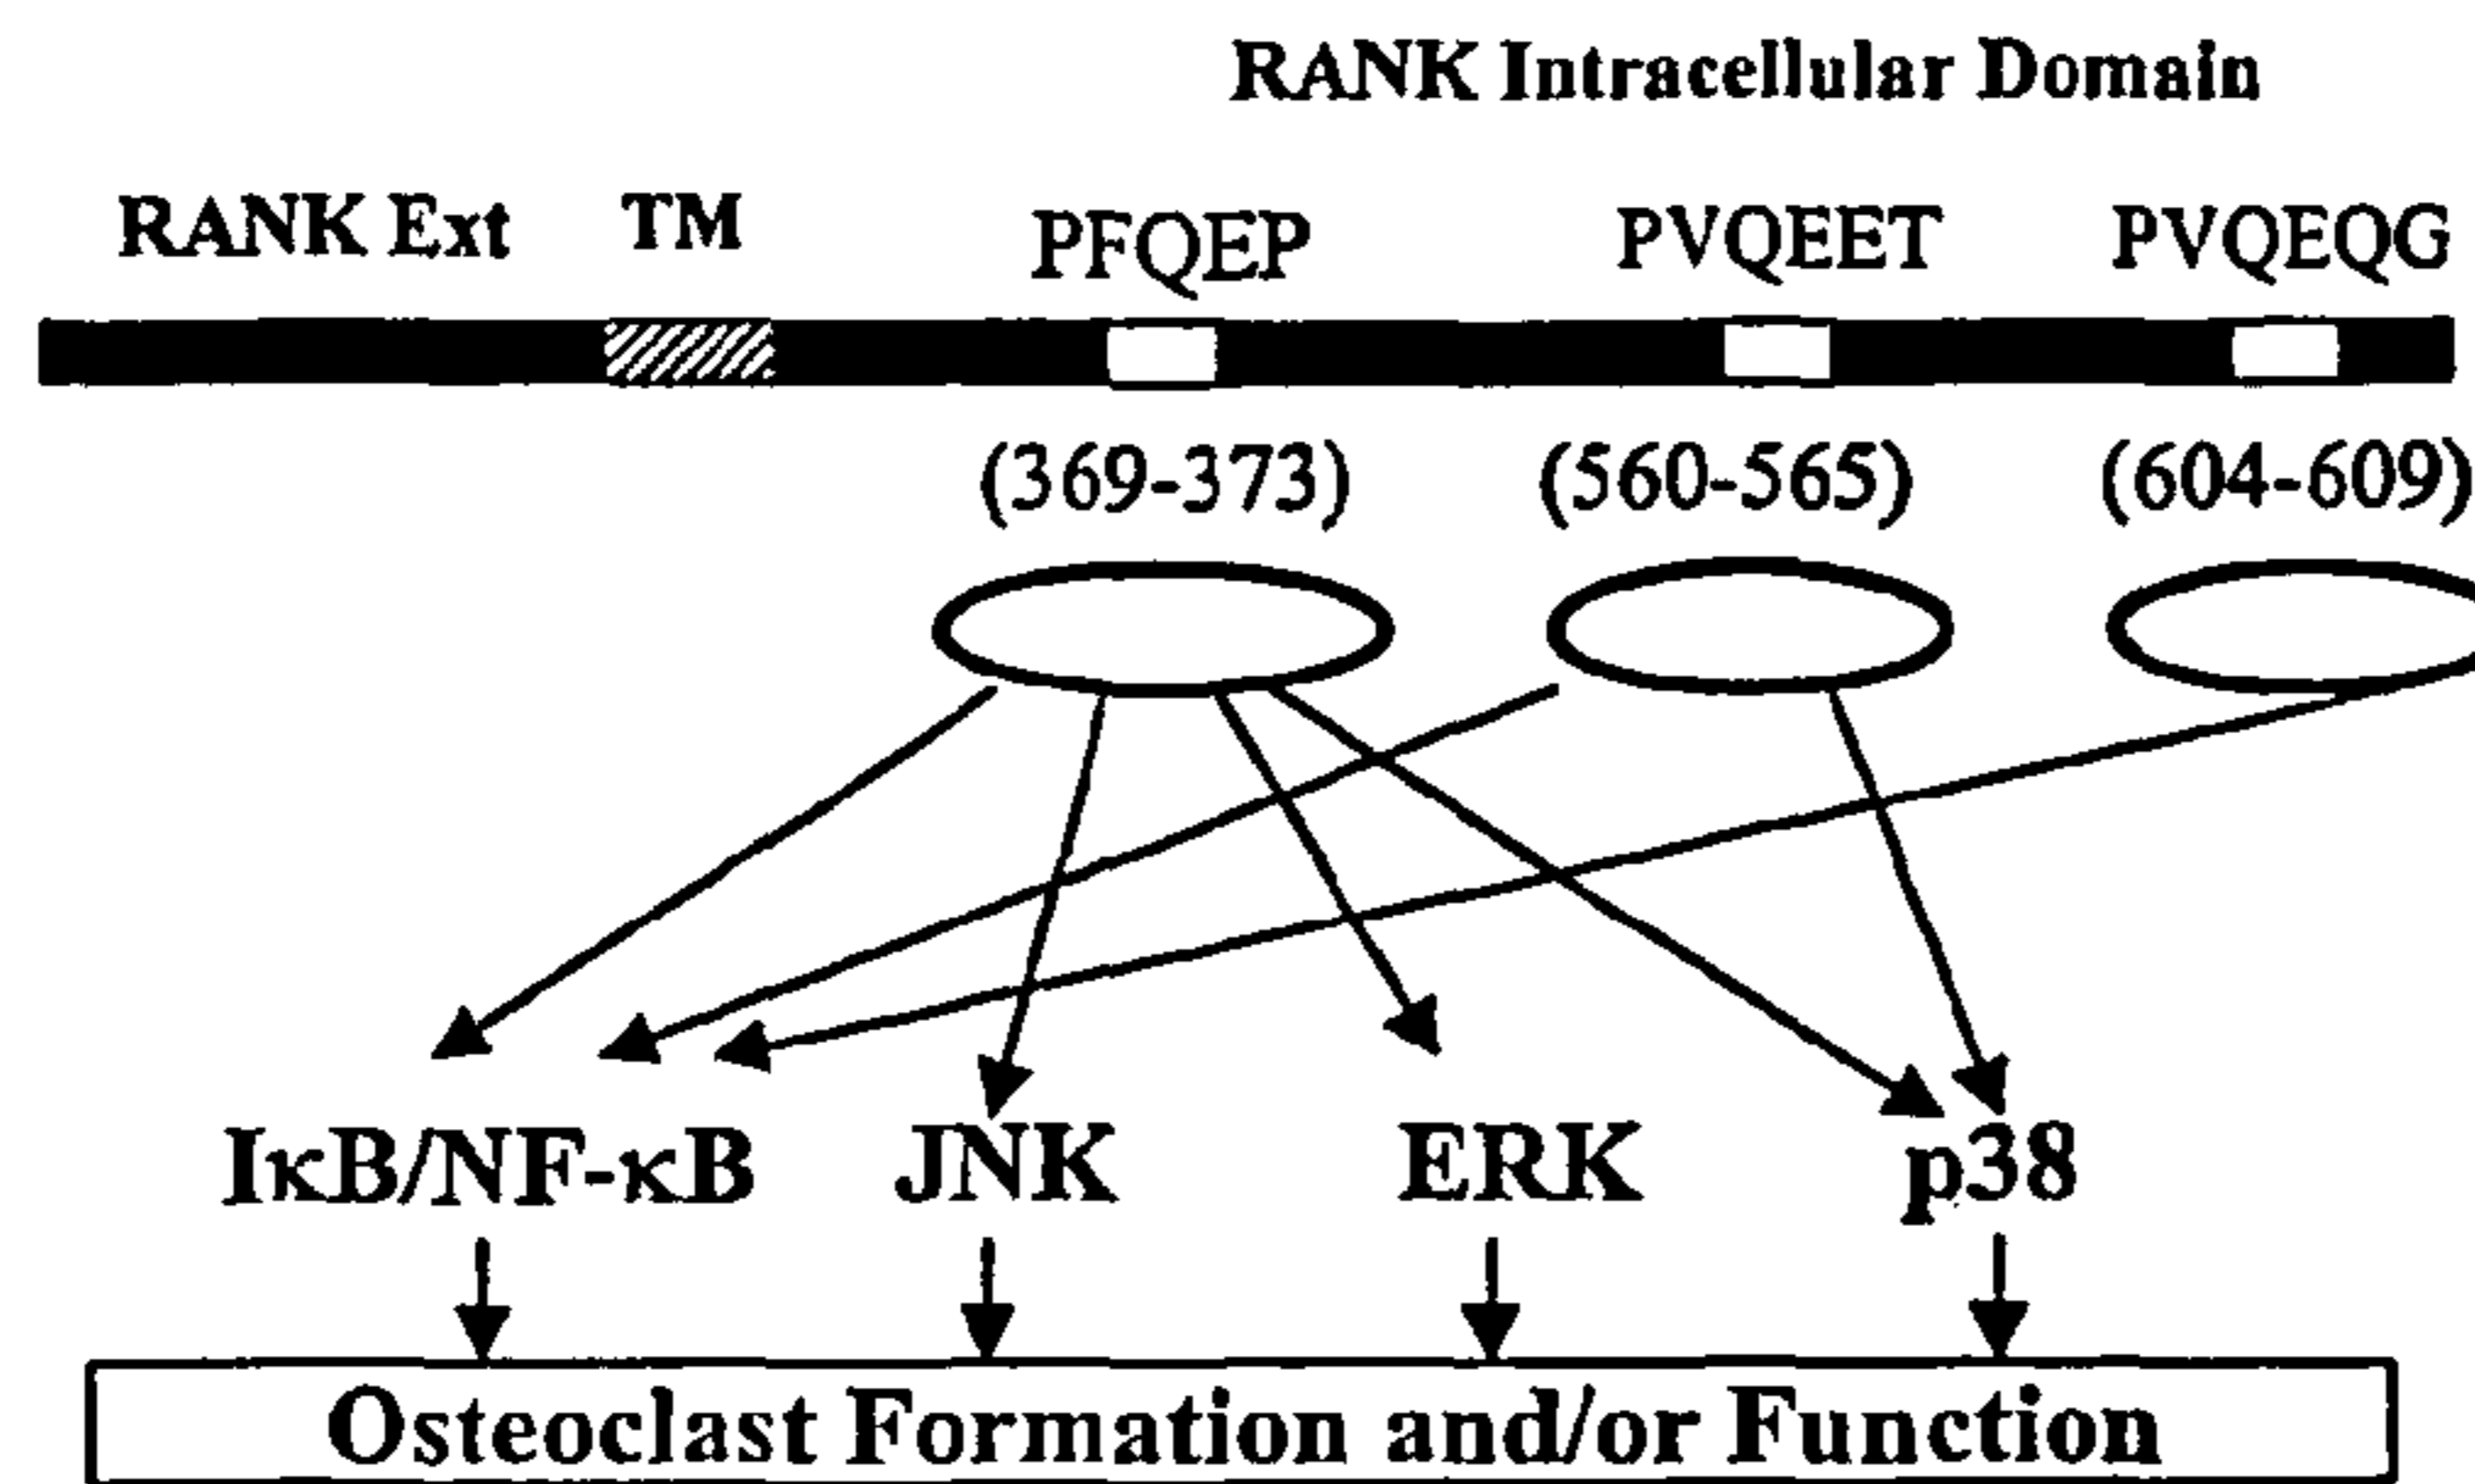 RANK Intracellular Domain
RANK Ext TM PFQEP PVQEET PVQEQG
(369-373) (560-565) (604-609)
IκB/NF-κB JNK ERK p38
Osteoclast Formation and/or Function